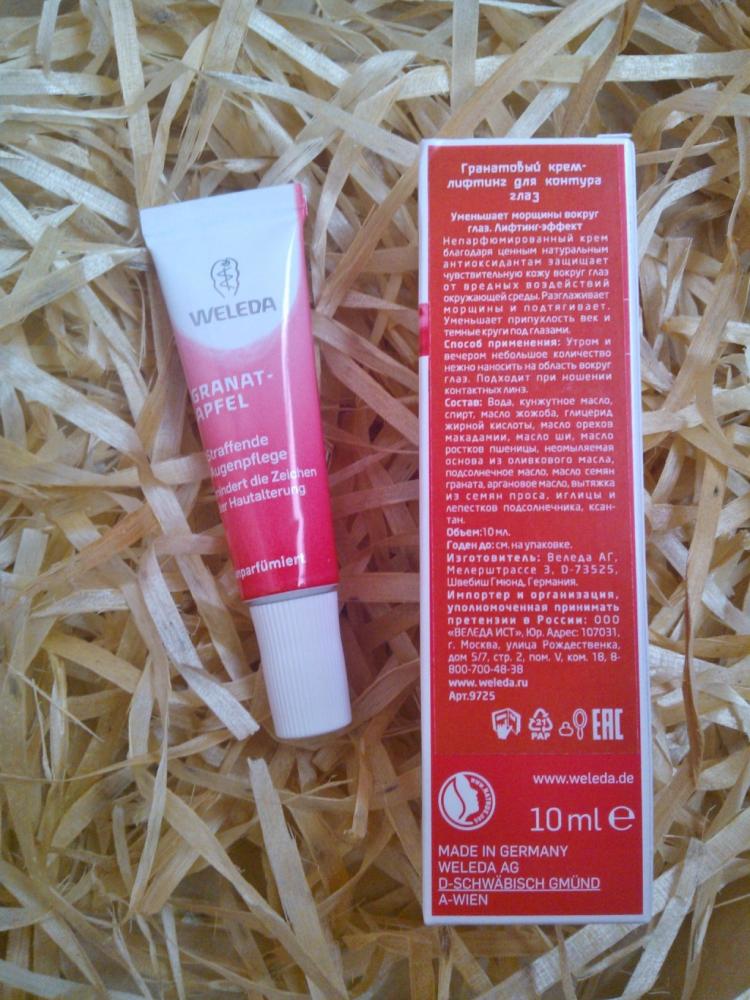 WELEDA
GRANAT-
APFEL
Straffende
Augenpflege
mindert die Zeichen
der Hautalterung
unparfümiert
Гранатовый крем-
лифтинг для контура
глаз
Уменьшает морщины вокруг
глаз. Лифтинг-эффект
Непарфюмированный крем
благодаря ценным натуральным
антиоксидантам защищает
чувствительную кожу вокруг глаз
от вредных воздействий
окружающей среды. Разглаживает
морщины и подтягивает.
Уменьшает припухлость век и
темные круги под глазами.
Способ применения: Утром и
вечером небольшое количество
нежно наносить на область вокруг
глаз. Подходит при ношении
контактных линз.
Состав: Вода, кунжутное масло,
спирт, масло жожоба, глицерид
жирной кислоты, масло орехов
макадамии, масло ши, масло
ростков пшеницы, неомыляемая
основа из оливкового масла,
подсолнечное масло, масло семян
граната, аргановое масло, вытяжка
из семян проса, иглицы и
лепестков подсолнечника, ксан-
тан.
Объем:10 мл.
Годен до: см. на упаковке.
Изготовитель: Веледа АГ,
Мелерштрассе 3, D-73525,
Швебиш Гмюнд, Германия.
Импортер и организация,
уполномоченная принимать
претензии в России: ООО
«ВЕЛЕДА ИСТ», Юр. Адрес: 107031,
г. Москва, улица Рождественка,
дом 5/7, стр. 2, пом. V, ком. 18, 8-
800-700-48-38
www.weleda.ru
Арт.9725
21
PAP
EAC
www.weleda.de
10 ml e
MADE IN GERMANY
WELEDA AG
D-SCHWÄBISCH GMÜND
A-WIEN